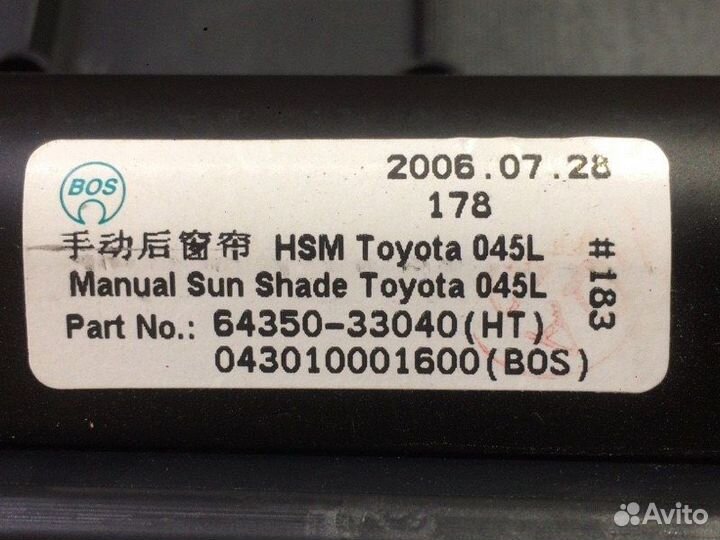 BOS
2006.07.28
178
手动后窗帘 HSM Toyota 045L
Manual Sun Shade Toyota 045L
Part No.: 64350-33040(HT)
043010001600(BOS)
#183
Avito